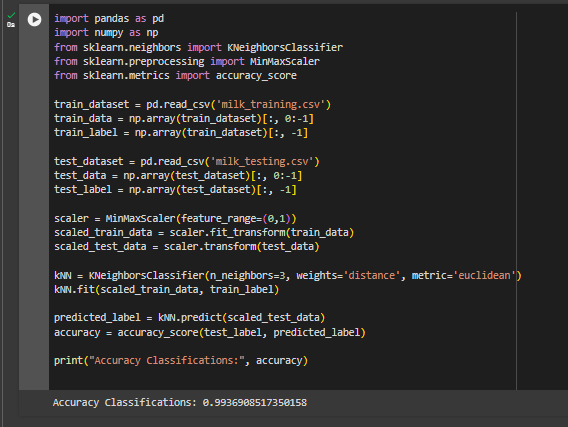 0s
import pandas as pd
import numpy as np
from sklearn.neighbors import KNeighborsClassifier
from sklearn.preprocessing import MinMaxScaler
from sklearn.metrics import accuracy_score
train_dataset = pd.read_csv('milk_training.csv')
train_data = np.array(train_dataset)[:, 0:-1]
train_label = np.array(train_dataset)[:, -1]
test_dataset = pd.read_csv('milk_testing.csv')
test_data = np.array(test_dataset)[:, 0:-1]
test_label = np.array(test_dataset)[:, -1]
scaler = MinMaxScaler(feature_range=(0,1))
scaled_train_data = scaler.fit_transform(train_data)
scaled_test_data = scaler.transform(test_data)
kNN = KNeighborsClassifier(n_neighbors=3, weights='distance', metric='euclidean')
kNN.fit(scaled_train_data, train_label)
predicted_label = kNN.predict(scaled_test_data)
accuracy = accuracy_score(test_label, predicted_label)
print("Accuracy Classifications:", accuracy)
Accuracy Classifications: 0.9936908517350158